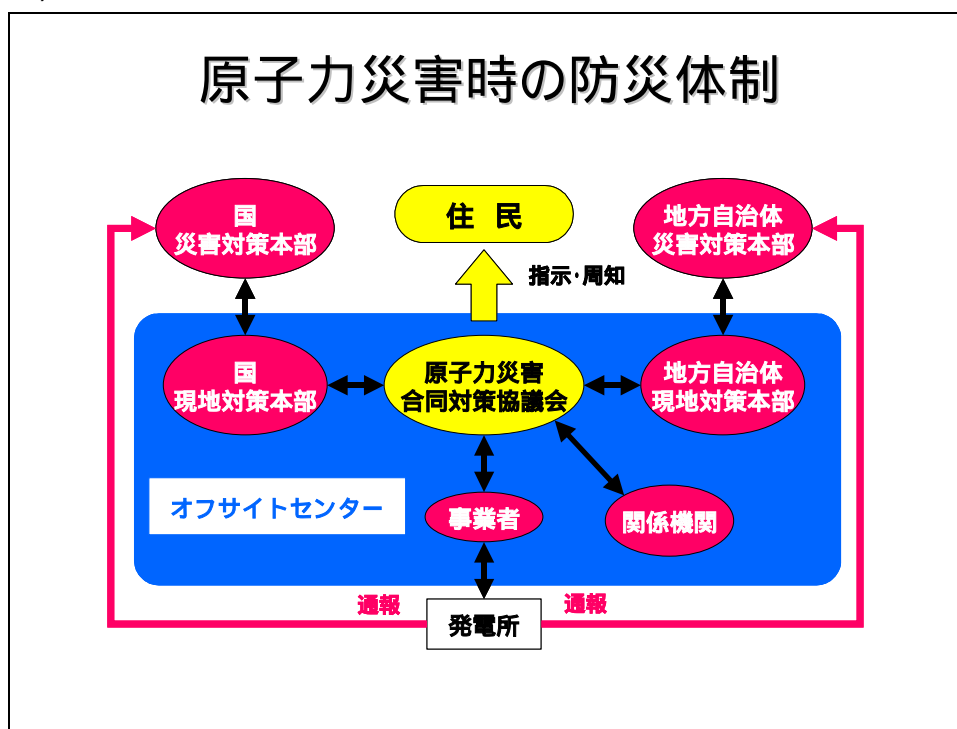 原子力災害時の防災体制
国
災害対策本部
住 民
地方自治体
災害対策本部
指示・周知
国
現地対策本部
原子力災害
合同対策協議会
地方自治体
現地対策本部
オフサイトセンター
事業者
関係機関
通報
通報
発電所